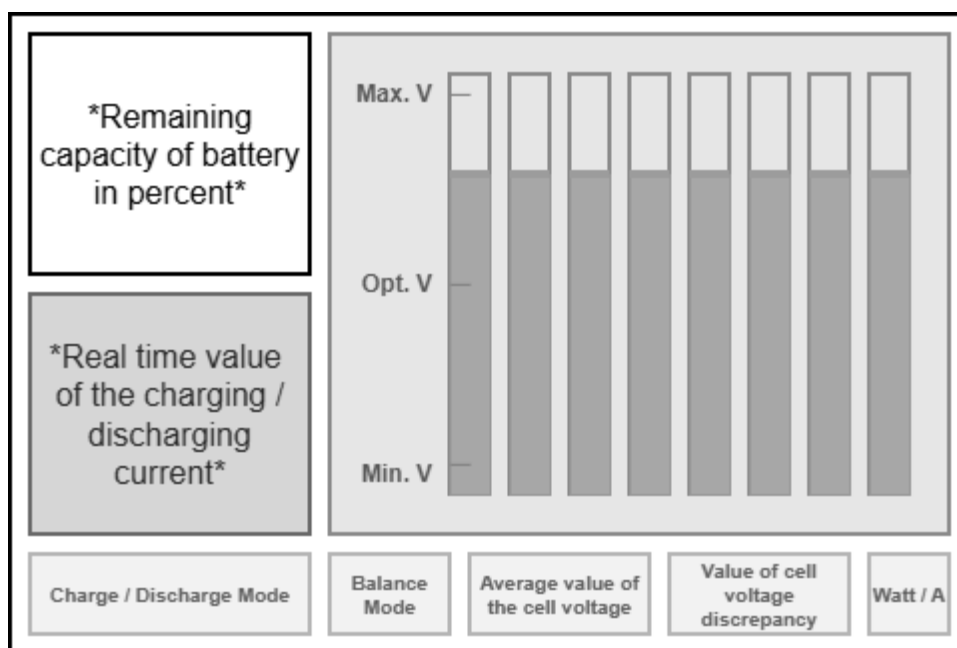 *Remaining
capacity of battery
in percent*
*Real time value
of the charging /
discharging
current*
Max. V
Opt. V
Min. V
Charge / Discharge Mode
Balance
Mode
Average value of
the cell voltage
Value of cell
voltage
discrepancy
Watt / A